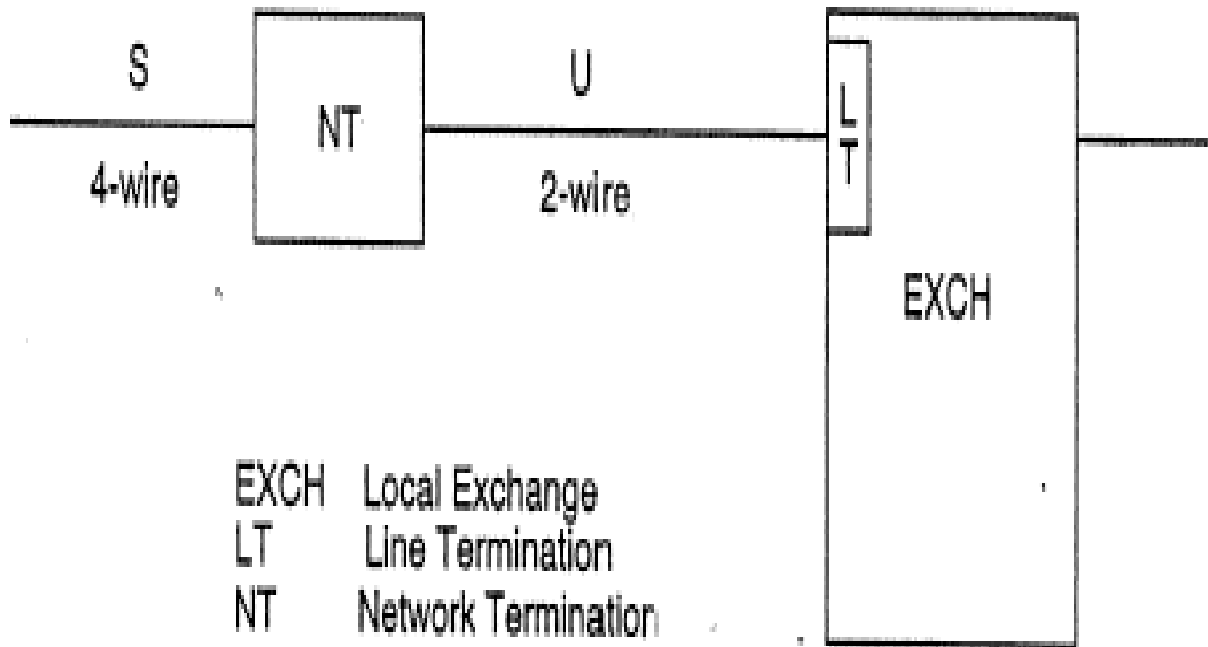 S
U
NT
L
T
4-wire
2-wire
EXCH
EXCH Local Exchange
LT Line Termination
NT Network Termination